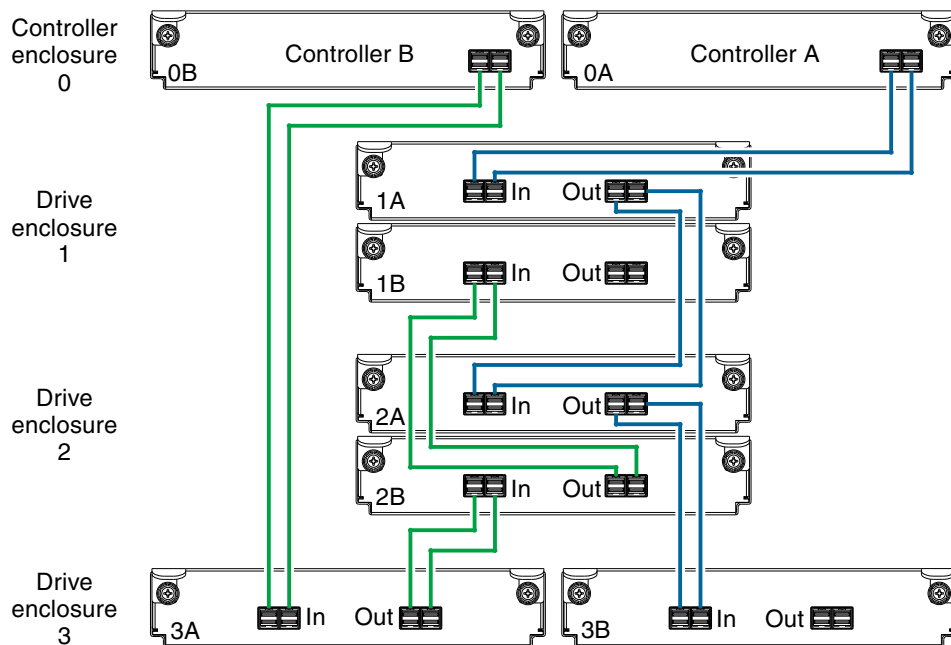 Controller
enclosure
0
Controller B
0B
Controller A
0A
Drive
enclosure
1
1A
In
Out
1B
In
Out
Drive
enclosure
2
2A
In
Out
2B
In
Out
Drive
enclosure
3
3A
In
Out
3B
In
Out